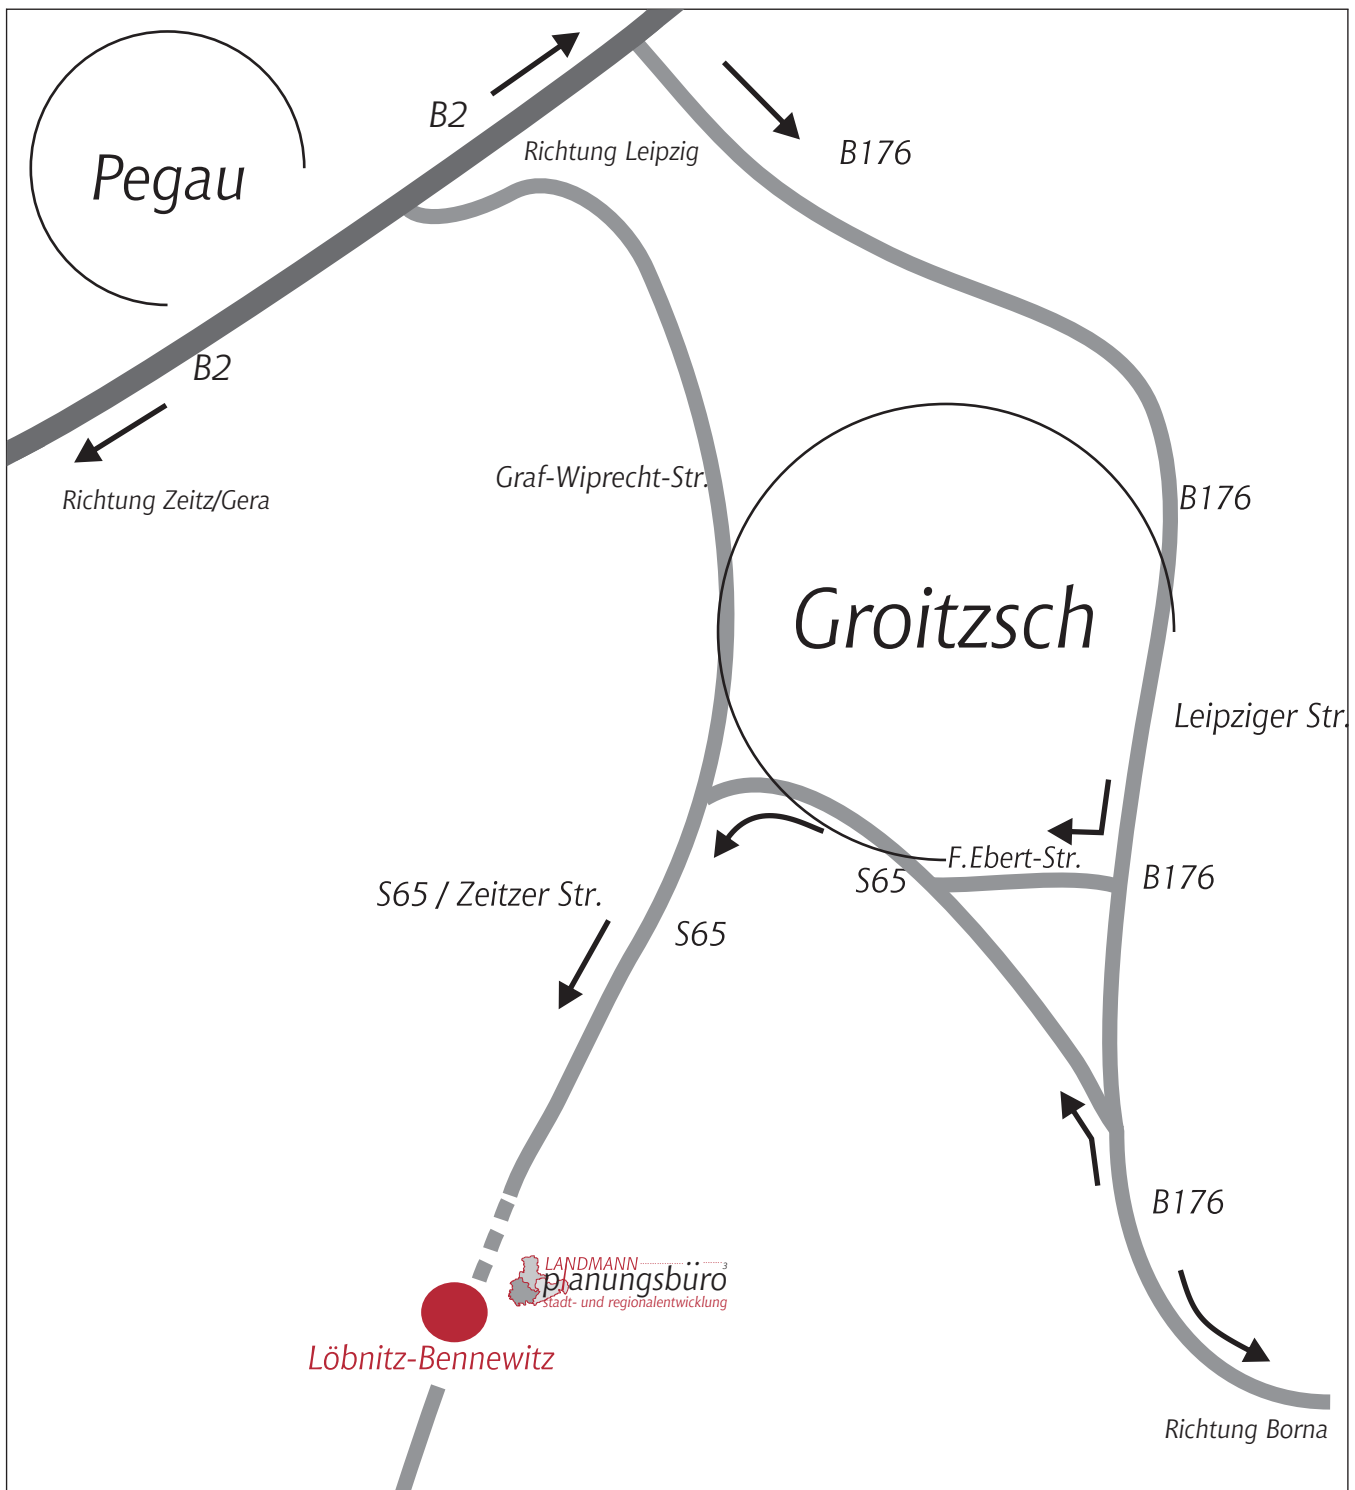 B2
Richtung Leipzig
B176
Pegau
B2
Richtung Zeitz/Gera
Graf-Wiprecht-Str.
B176
Groitzsch
Leipziger Str.
F.Ebert-Str.
S65
B176
S65 / Zeitzer Str.
S65
B176
LANDMANN 3
planungsbüro
stadt- und regionalentwicklung
Löbnitz-Bennewitz
Richtung Borna